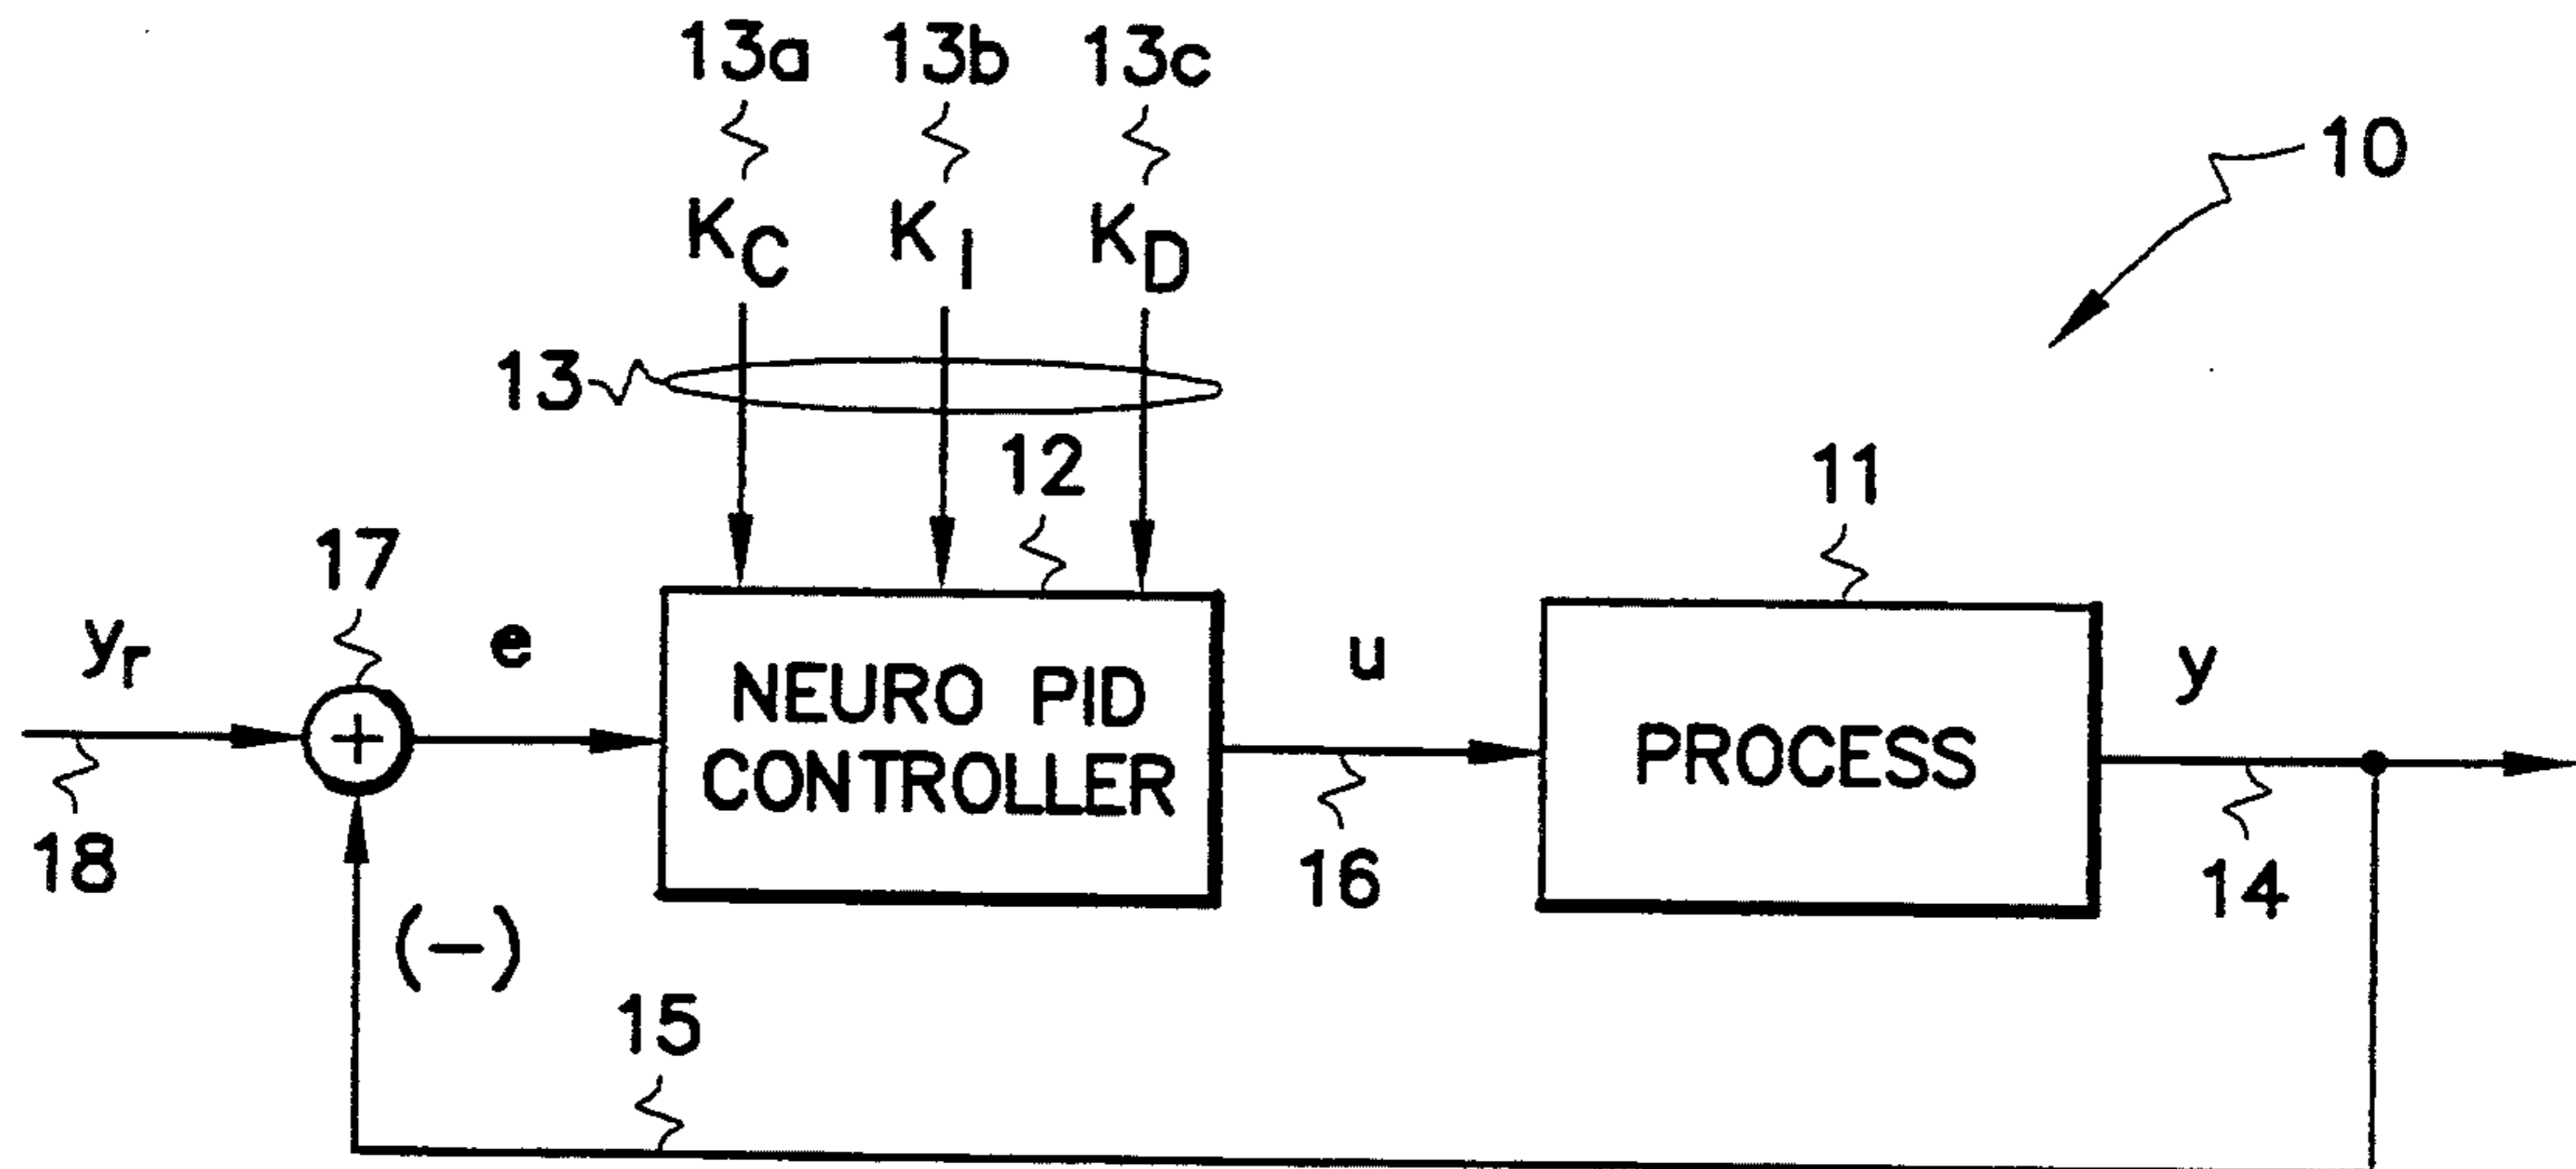 13a 13b 13c
10
K_C K_I K_D
13
12
11
17
y_r
e
NEURO PID
CONTROLLER
u
PROCESS
y
18
16
14
(-)
15
+